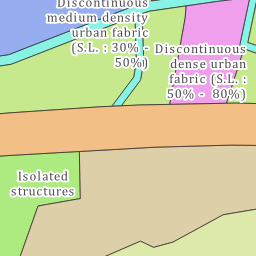 Discontinuous
medium density
urban fabric
(S.L. : 30% -
50%)
Discontinuous
dense urban
fabric (S.L. :
50% - 80%)
Isolated
structures